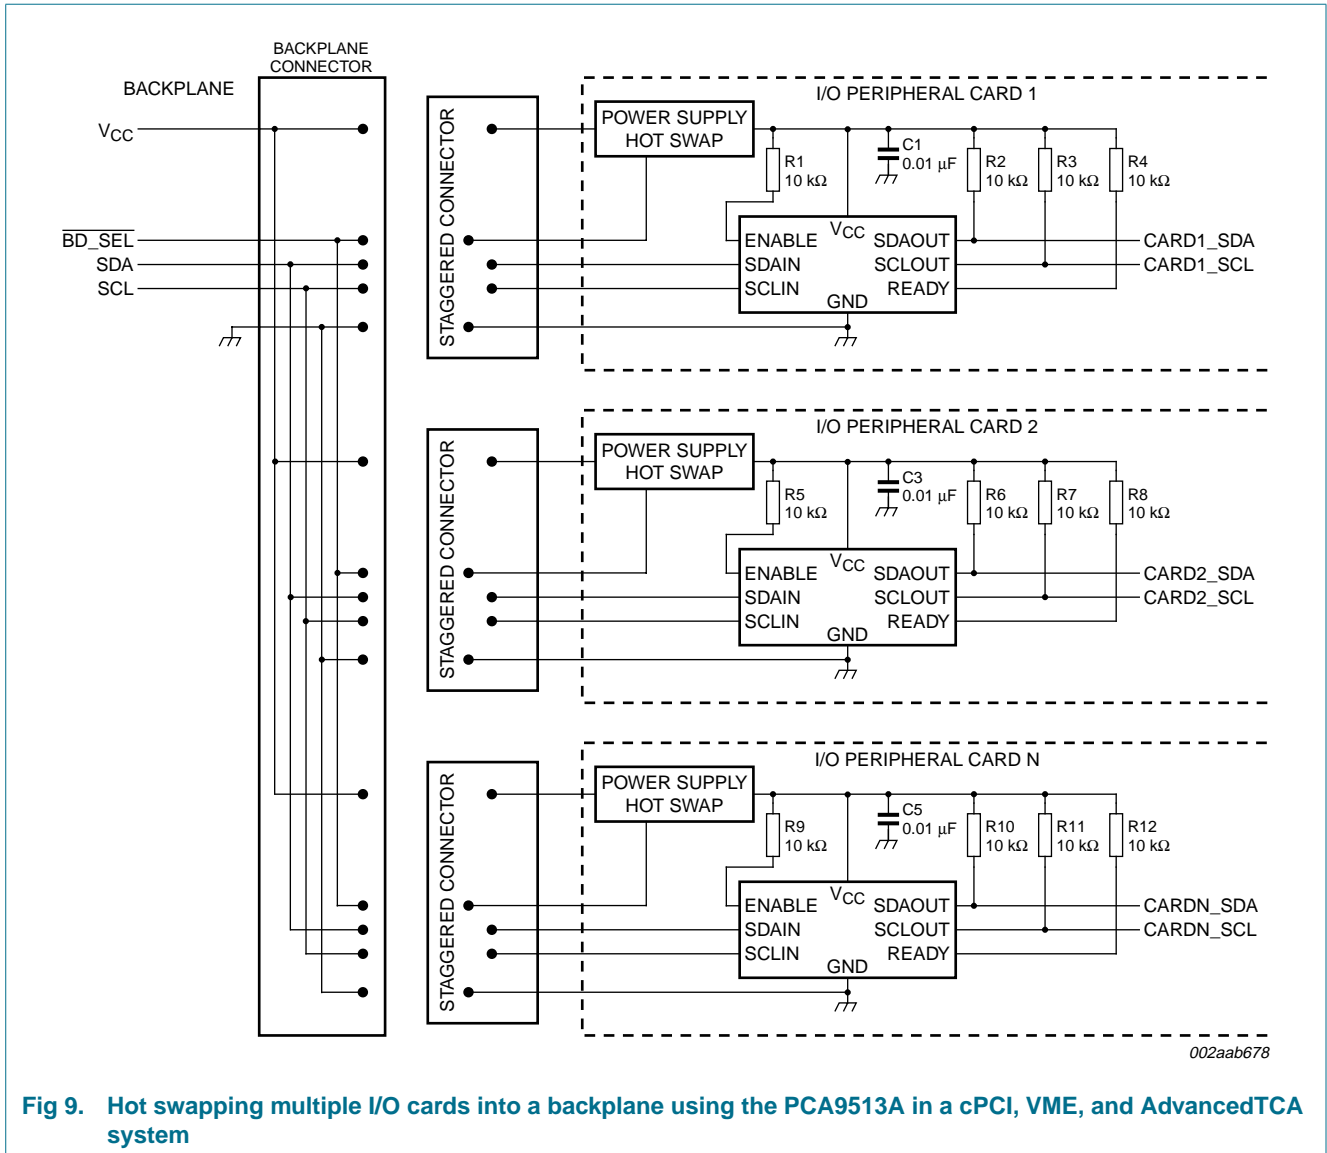 BACKPLANE
CONNECTOR
BACKPLANE
VCC
BD_SEL
SDA
SCL
STAGGERED CONNECTOR
I/O PERIPHERAL CARD 1
POWER SUPPLY
HOT SWAP
R1
10 kΩ
C1
0.01 μF
R2
10 kΩ
R3
10 kΩ
R4
10 kΩ
VCC
ENABLE
SDAIN
SCLIN
SDAOUT
SCLOUT
READY
GND
CARD1_SDA
CARD1_SCL
STAGGERED CONNECTOR
I/O PERIPHERAL CARD 2
POWER SUPPLY
HOT SWAP
R5
10 kΩ
C3
0.01 μF
R6
10 kΩ
R7
10 kΩ
R8
10 kΩ
VCC
ENABLE
SDAIN
SCLIN
SDAOUT
SCLOUT
READY
GND
CARD2_SDA
CARD2_SCL
STAGGERED CONNECTOR
I/O PERIPHERAL CARD N
POWER SUPPLY
HOT SWAP
R9
10 kΩ
C5
0.01 μF
R10
10 kΩ
R11
10 kΩ
R12
10 kΩ
VCC
ENABLE
SDAIN
SCLIN
SDAOUT
SCLOUT
READY
GND
CARDN_SDA
CARDN_SCL
002aab678
Fig 9. Hot swapping multiple I/O cards into a backplane using the PCA9513A in a cPCI, VME, and AdvancedTCA
system